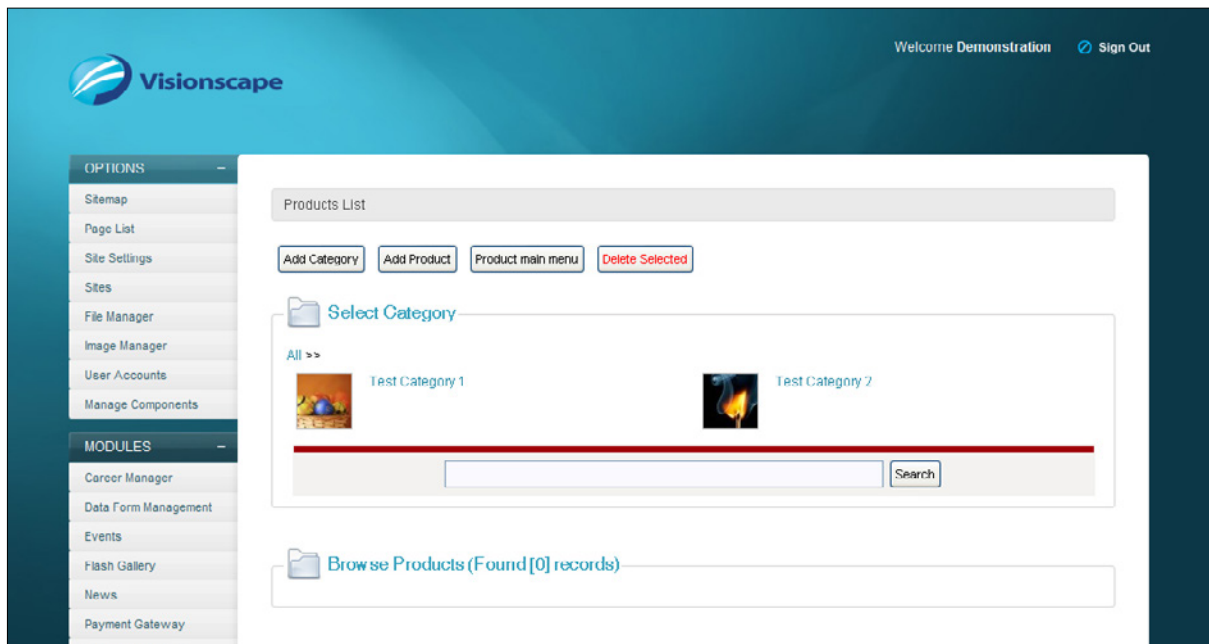 Welcome Demonstration Sign Out
Visionscape
OPTIONS –
Sitemap
Page List
Site Settings
Sites
File Manager
Image Manager
User Accounts
Manage Components
MODULES –
Career Manager
Data Form Management
Events
Flash Gallery
News
Payment Gateway
Products List
Add Category Add Product Product main menu Delete Selected
Select Category
All >>
Test Category 1 Test Category 2
Search
Browse Products (Found [0] records)